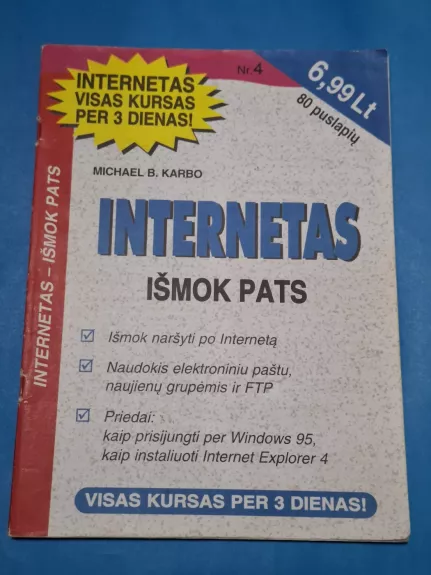 INTERNETAS
VISAS KURSAS
PER 3 DIENAS!
Nr.4
6,99Lt
80 puslapių
INTERNETAS – IŠMOK PATS
MICHAEL B. KARBO
INTERNETAS
IŠMOK PATS
Išmok naršyti po Internetą
Naudokis elektroniniu paštu,
naujienų grupėmis ir FTP
Priedai:
kaip prisijungti per Windows 95,
kaip instaliuoti Internet Explorer 4
VISAS KURSAS PER 3 DIENAS!